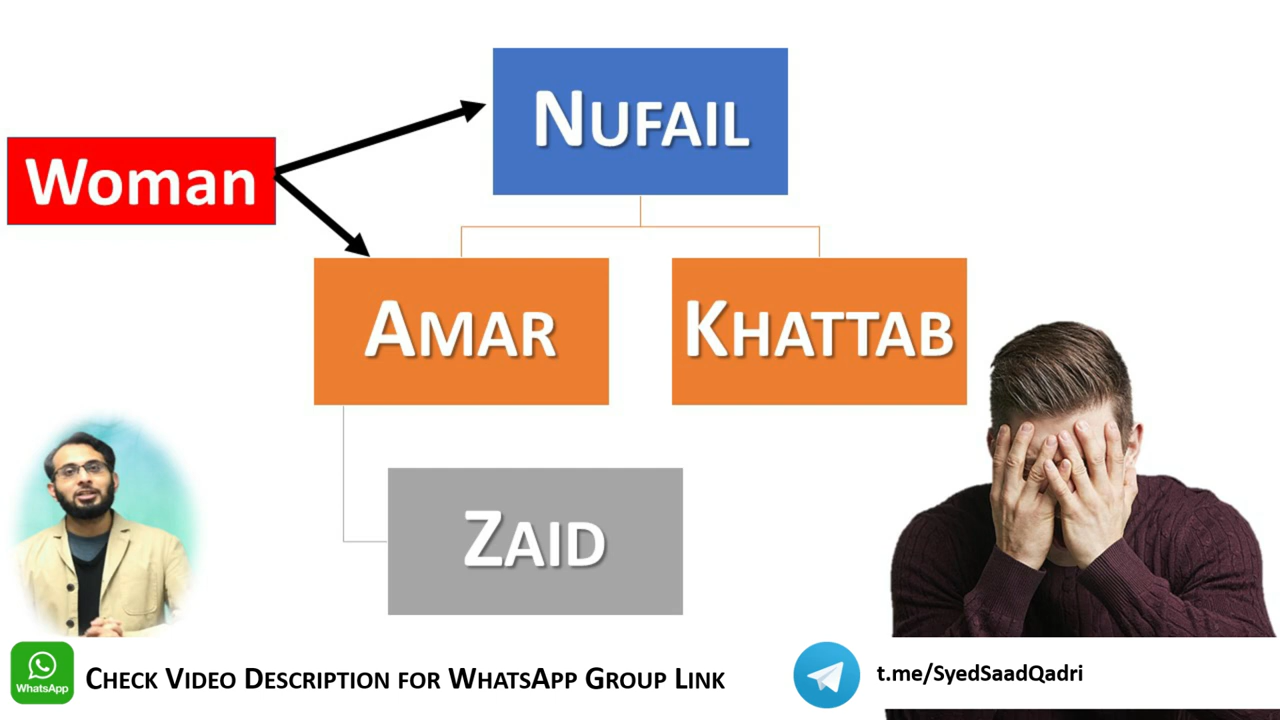 NUFAIL
Woman
AMAR
KHATTAB
ZAID
WhatsApp
CHECK VIDEO DESCRIPTION FOR WHATSAPP GROUP LINK
t.me/SyedSaadQadri